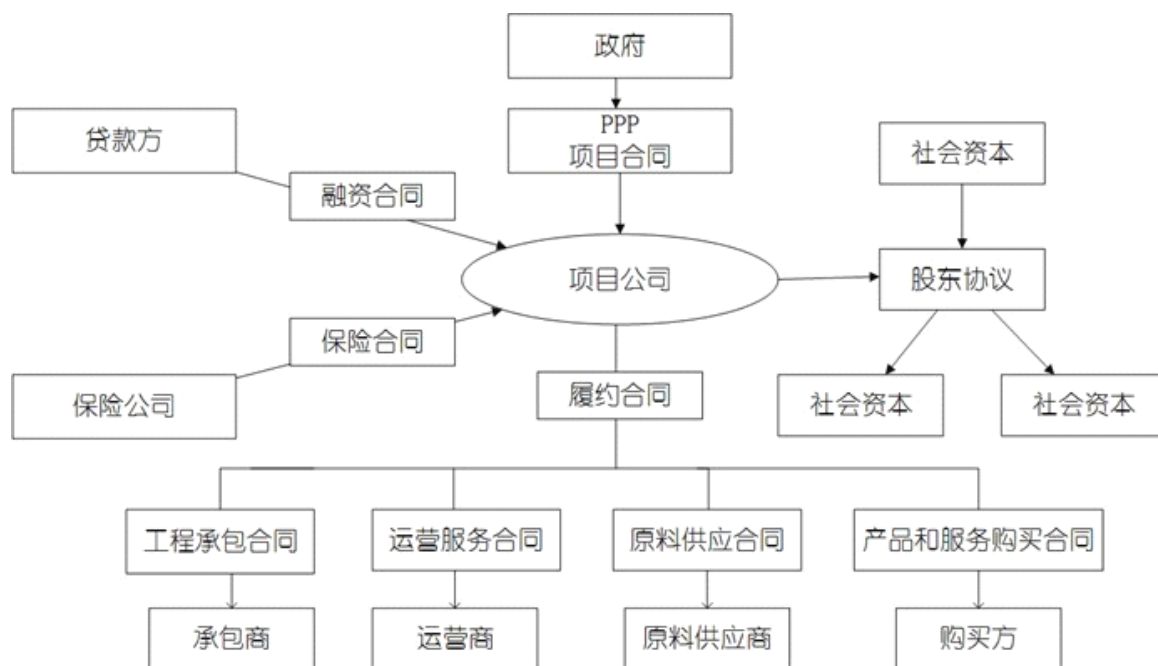 政府
贷款方
PPP
项目合同
社会资本
融资合同
项目公司
股东协议
保险合同
保险公司
履约合同
社会资本
社会资本
工程承包合同
运营服务合同
原料供应合同
产品和服务购买合同
承包商
运营商
原料供应商
购买方